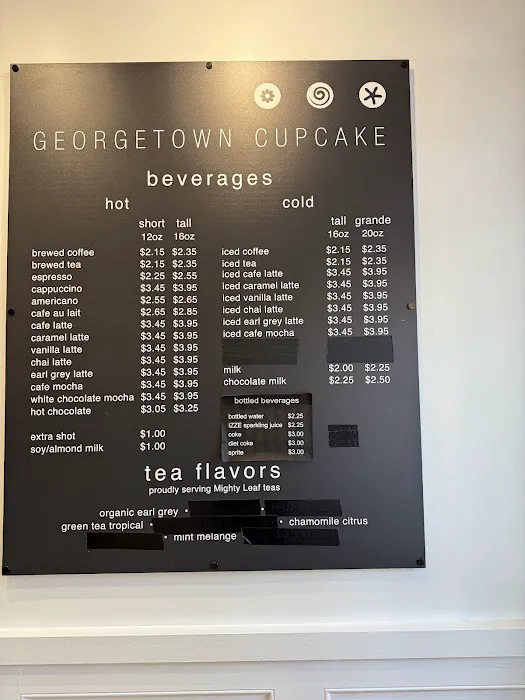 GEORGETOWN CUPCAKE
beverages
hot
short tall
12oz 16oz
brewed coffee $2.15 $2.35
brewed tea $2.15 $2.35
espresso $2.25 $2.55
cappuccino $3.45 $3.95
americano $2.55 $2.65
cafe au lait $2.65 $2.85
cafe latte $3.45 $3.95
caramel latte $3.45 $3.95
vanilla latte $3.45 $3.95
chai latte $3.45 $3.95
earl grey latte $3.45 $3.95
cafe mocha $3.45 $3.95
white chocolate mocha $3.45 $3.95
hot chocolate $3.05 $3.25
extra shot $1.00
soy/almond milk $1.00
cold
tall grande
16oz 20oz
iced coffee $2.15 $2.35
iced tea $2.15 $2.35
iced cafe latte $3.45 $3.95
iced caramel latte $3.45 $3.95
iced vanilla latte $3.45 $3.95
iced chai latte $3.45 $3.95
iced earl grey latte $3.45 $3.95
iced cafe mocha $3.45 $3.95
milk $2.00 $2.25
chocolate milk $2.25 $2.50
bottled beverages
bottled water $2.25
IZZE sparkling juice $2.25
coke $3.00
diet coke $3.00
sprite $3.00
tea flavors
proudly serving Mighty Leaf teas
organic earl grey • •
green tea tropical • • chamomile citrus
• mint melange